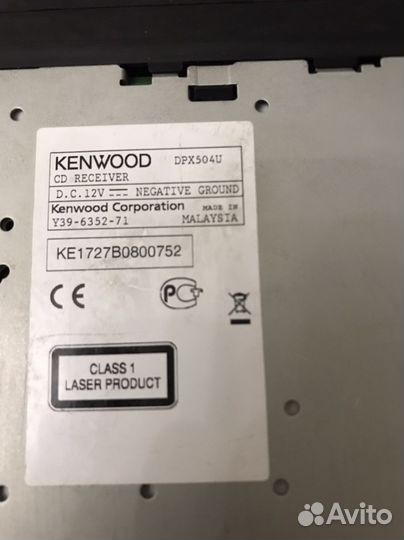 KENWOOD DPX504U
CD RECEIVER
D.C.12V ⎓ NEGATIVE GROUND
Kenwood Corporation MADE IN
Y39-6352-71 MALAYSIA
KE1727B0800752
CE PC
CLASS 1
LASER PRODUCT
Avito